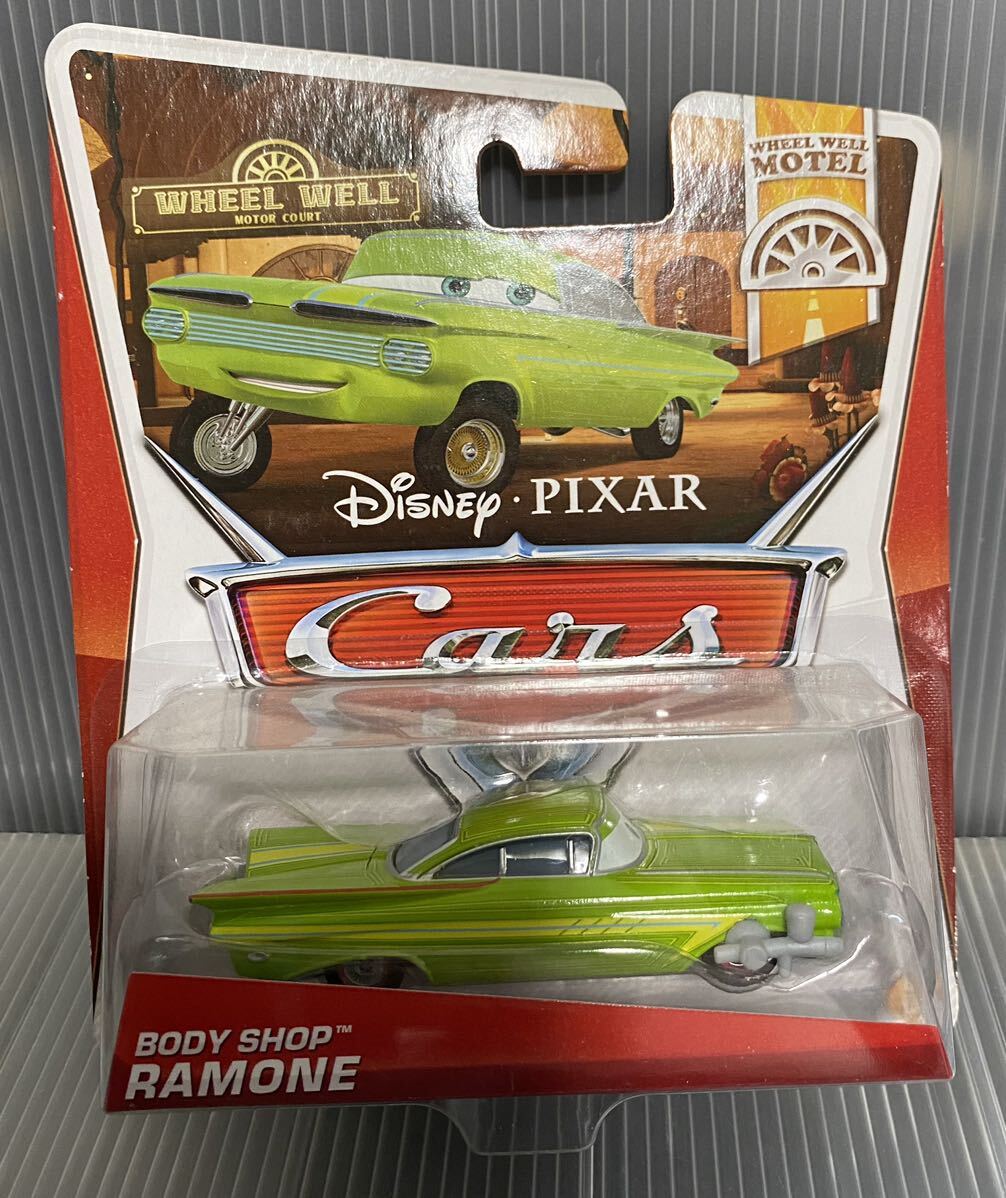 WHEEL WELL
MOTOR COURT
WHEEL WELL
MOTEL
Disney · PIXAR
Cars
BODY SHOP™
RAMONE